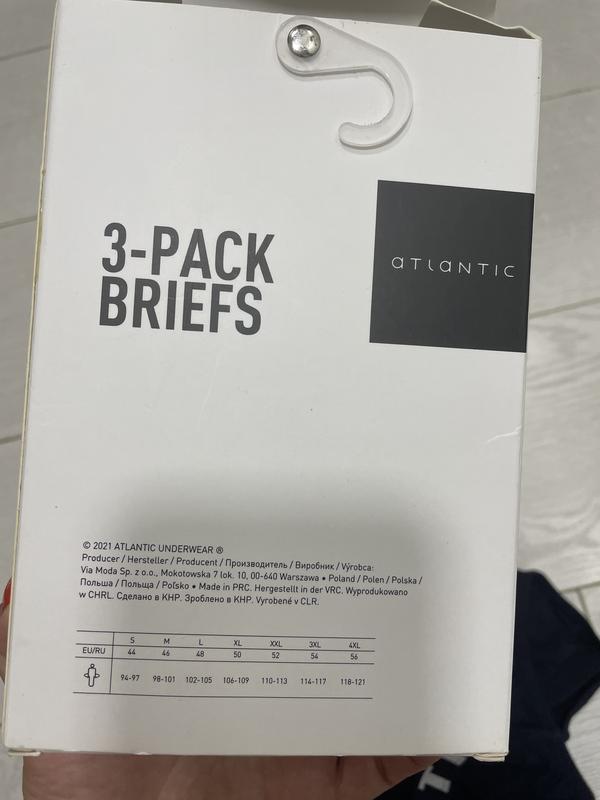 3-PACK
BRIEFS
ATLANTIC
© 2021 ATLANTIC UNDERWEAR ®
Producer / Hersteller / Producent / Производитель / Виробник / Výrobca:
Via Moda Sp. z o.o., Mokotowska 7 lok. 10, 00-640 Warszawa • Poland / Polen / Polska /
Польша / Польща / Poľsko • Made in PRC. Hergestellt in der VRC. Wyprodukowano
w CHRL. Сделано в КНР. Зроблено в КНР. Vyrobené v CLR.
S M L XL XXL 3XL 4XL
EU/RU 44 46 48 50 52 54 56
94-97 98-101 102-105 106-109 110-113 114-117 118-121